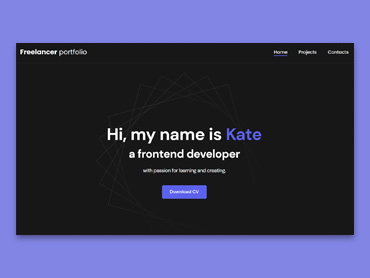 Freelancer portfolio
Home Projects Contacts
Hi, my name is Kate
a frontend developer
with passion for learning and creating.
Download CV